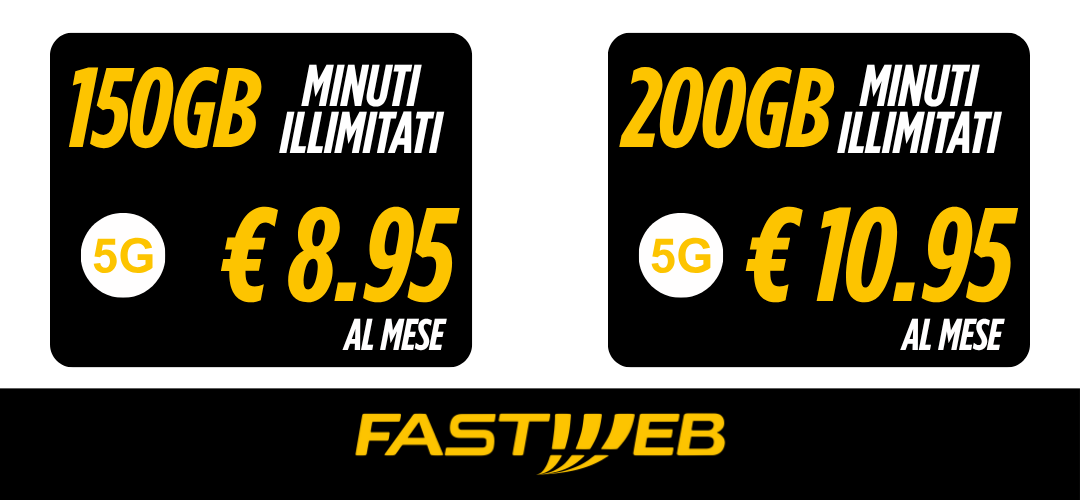 150GB MINUTI
ILLIMITATI
5G € 8.95
AL MESE
200GB MINUTI
ILLIMITATI
5G € 10.95
AL MESE
FASTWEB